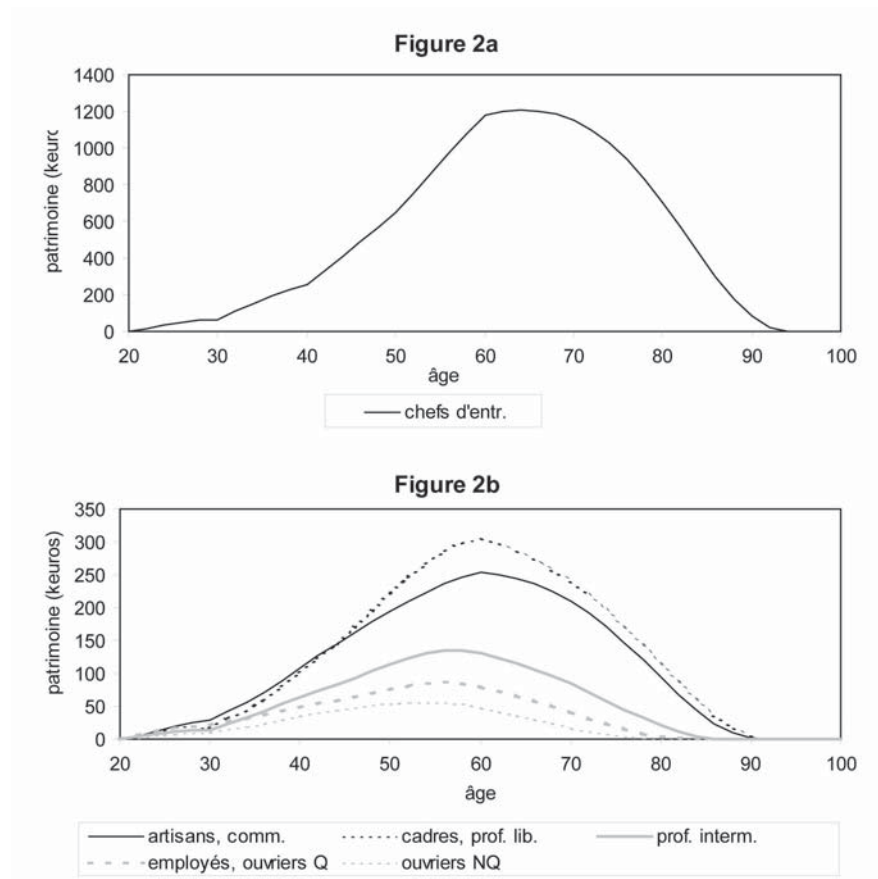 Figure 2a
patrimoine (keurc
1400
1200
1000
800
600
400
200
0
20 30 40 50 60 70 80 90 100
âge
chefs d'entr.
Figure 2b
patrimoine (keuros)
350
300
250
200
150
100
50
0
20 30 40 50 60 70 80 90 100
âge
artisans, comm. cadres, prof. lib. prof. interm.
employés, ouvriers Q ouvriers NQ